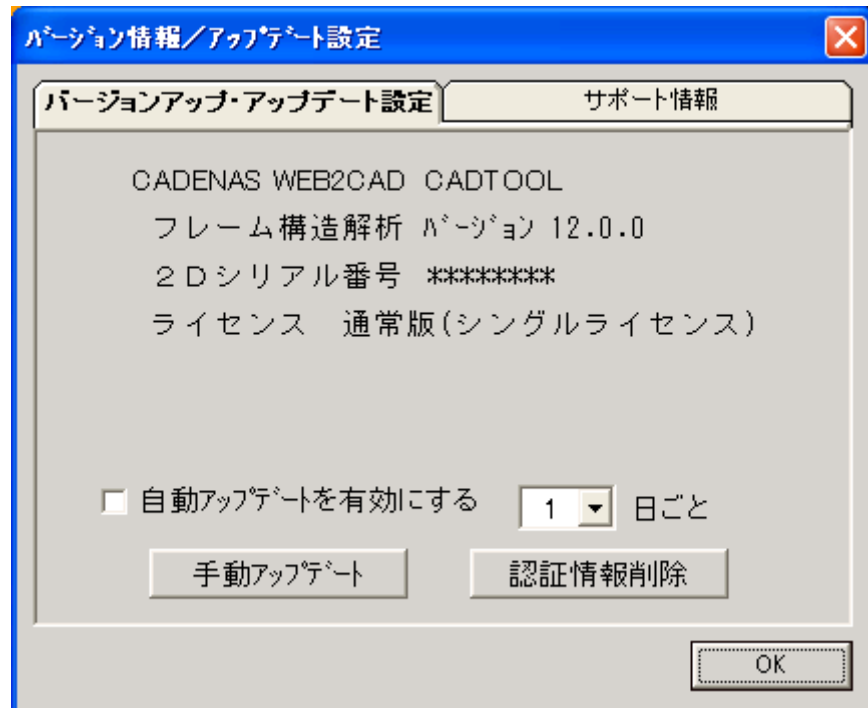 ﾊﾞｰｼﾞｮﾝ情報／ｱｯﾌﾟﾃﾞｰﾄ設定
バージョンアップ・アップデート設定
サポート情報
CADENAS WEB2CAD CADTOOL
フレーム構造解析 ﾊﾞｰｼﾞｮﾝ 12.0.0
２Ｄシリアル番号 ********
ライセンス 通常版(シングルライセンス)
自動ｱｯﾌﾟﾃﾞｰﾄを有効にする 1 日ごと
手動ｱｯﾌﾟﾃﾞｰﾄ
認証情報削除
OK